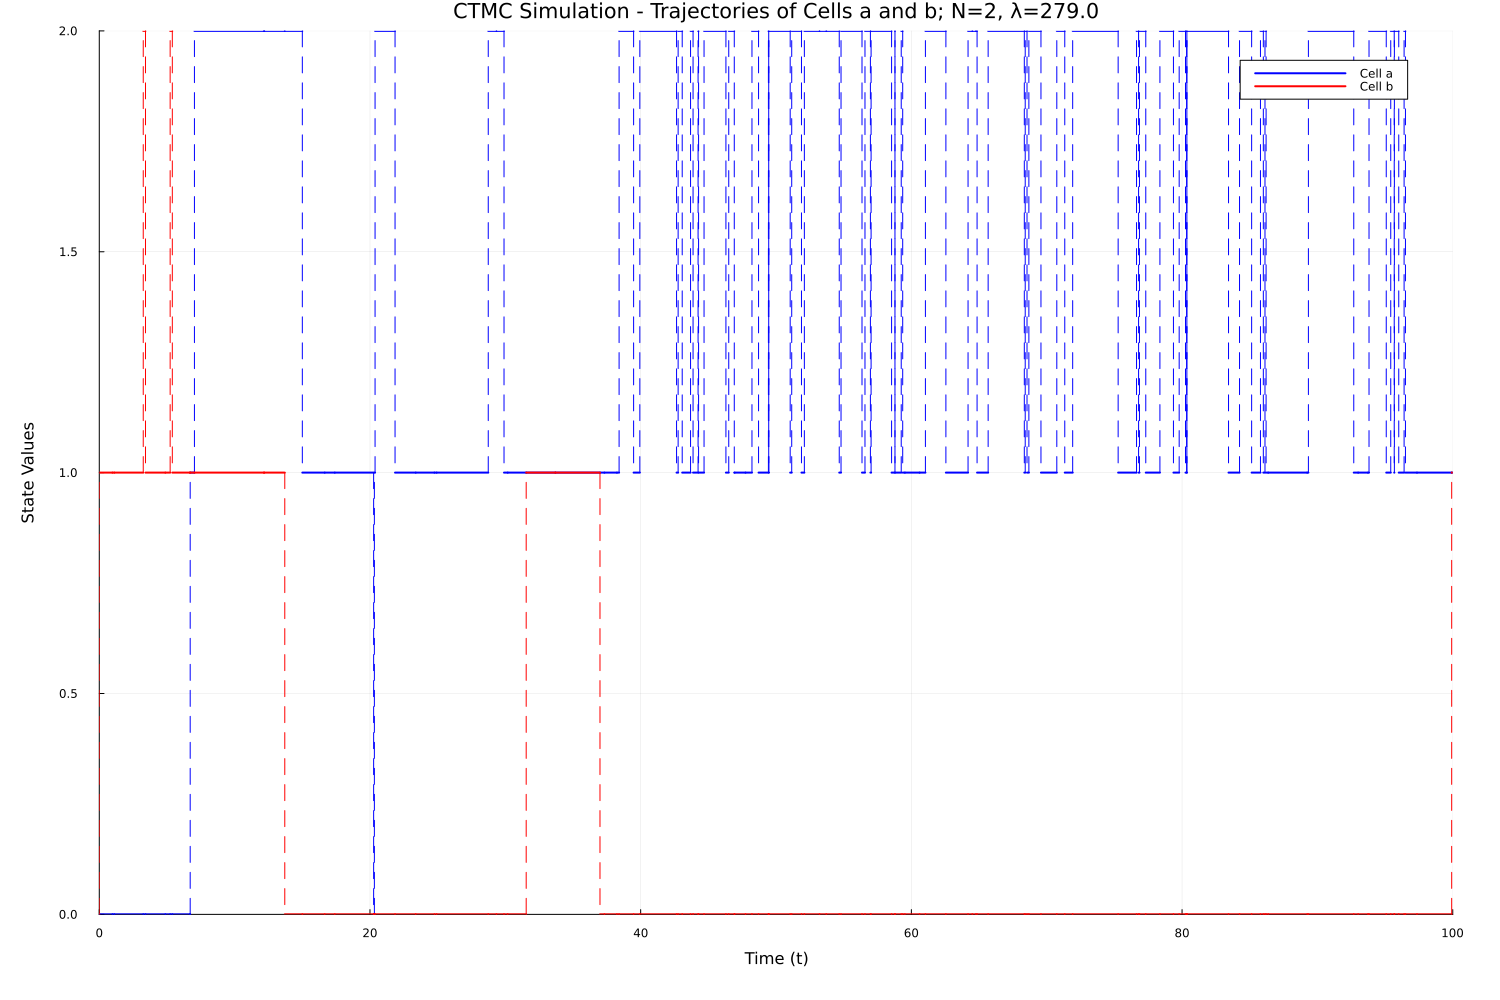 CTMC Simulation - Trajectories of Cells a and b; N=2, λ=279.0
2.0
Cell a
Cell b
1.5
State Values
1.0
0.5
0.0
0 20 40 60 80 100
Time (t)